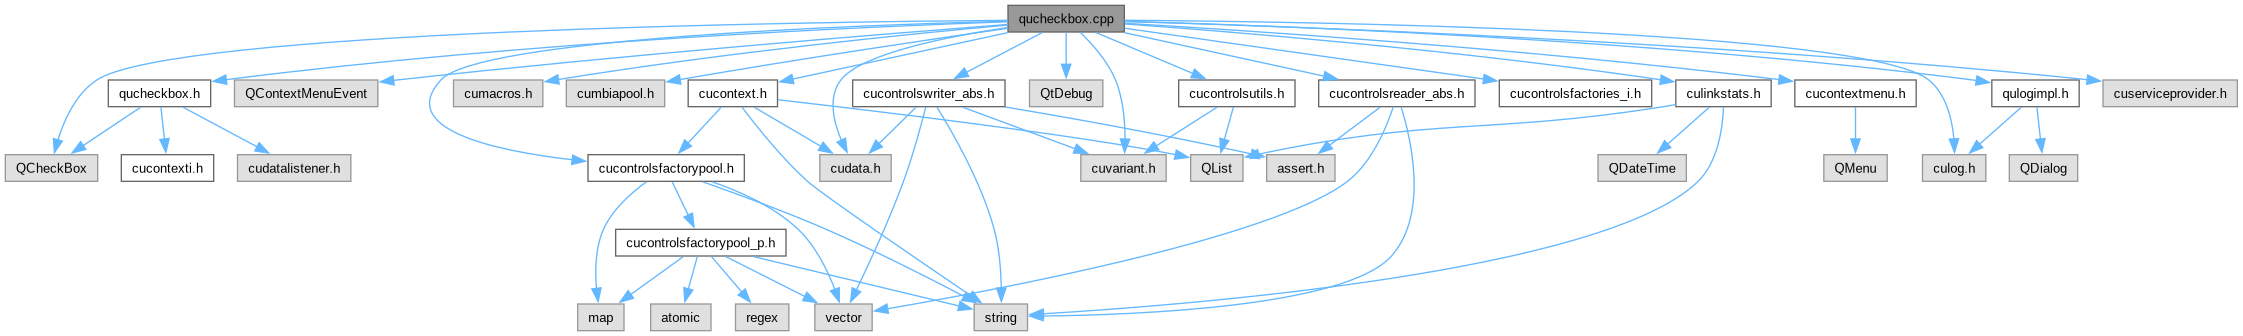 qucheckbox.cpp
qucheckbox.h
QContextMenuEvent
cumacros.h
cumbiapool.h
cucontext.h
cucontrolswriter_abs.h
QtDebug
cucontrolsutils.h
cucontrolsreader_abs.h
cucontrolsfactories_i.h
culinkstats.h
cucontextmenu.h
qulogimpl.h
cuserviceprovider.h
QCheckBox
cucontexti.h
cudatalistener.h
cucontrolsfactorypool.h
cudata.h
cuvariant.h
QList
assert.h
QDateTime
QMenu
culog.h
QDialog
cucontrolsfactorypool_p.h
map
atomic
regex
vector
string